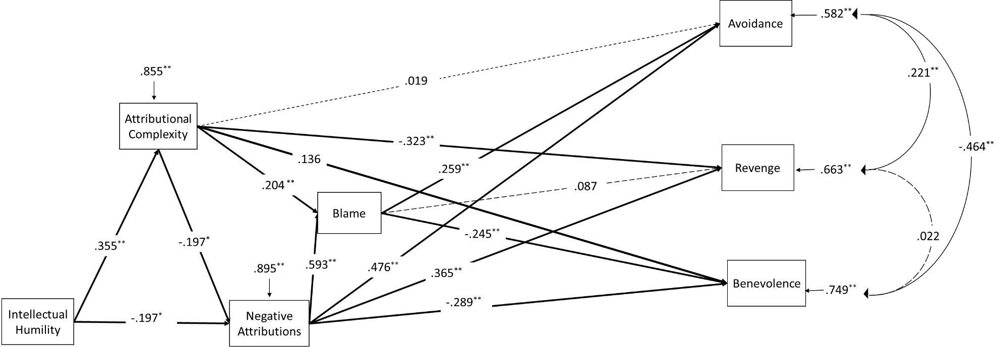 Avoidance
.582**
.221**
.855**
.019
Attributional
Complexity
-.323**
-.464**
.136
.259**
Revenge
.663**
.204**
.087
Blame
-.245**
.022
.355**
-.197*
.895**
.593**
.476**
.365**
Benevolence
.749**
-.289**
Intellectual
Humility
-.197*
Negative
Attributions